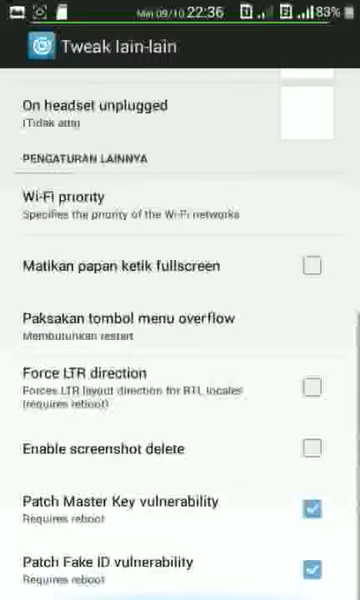 Min 09/10 22:36 1 2 83%
Tweak lain-lain
On headset unplugged
(Tidak ada)
PENGATURAN LAINNYA
Wi-Fi priority
Specifies the priority of the Wi-Fi networks
Matikan papan ketik fullscreen
Paksakan tombol menu overflow
Membutuhkan restart
Force LTR direction
Forces LTR layout direction for RTL locales
(requires reboot)
Enable screenshot delete
Patch Master Key vulnerability
Requires reboot
Patch Fake ID vulnerability
Requires reboot